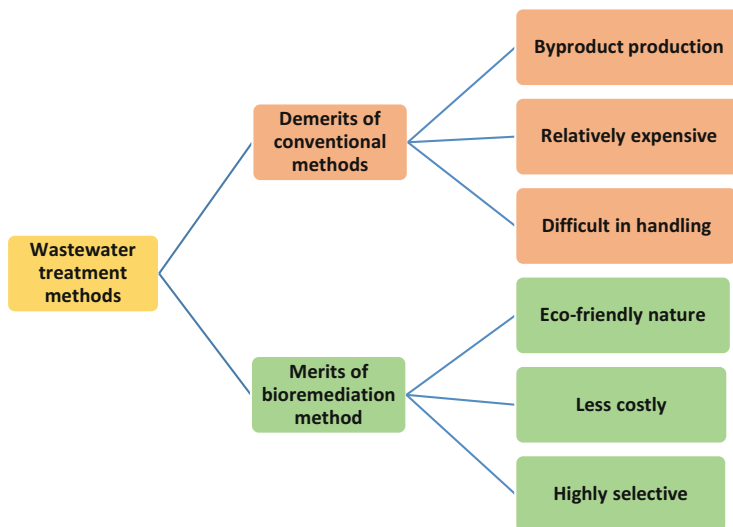 Wastewater
treatment
methods
Demerits of
conventional
methods
Byproduct production
Relatively expensive
Difficult in handling
Merits of
bioremediation
method
Eco-friendly nature
Less costly
Highly selective